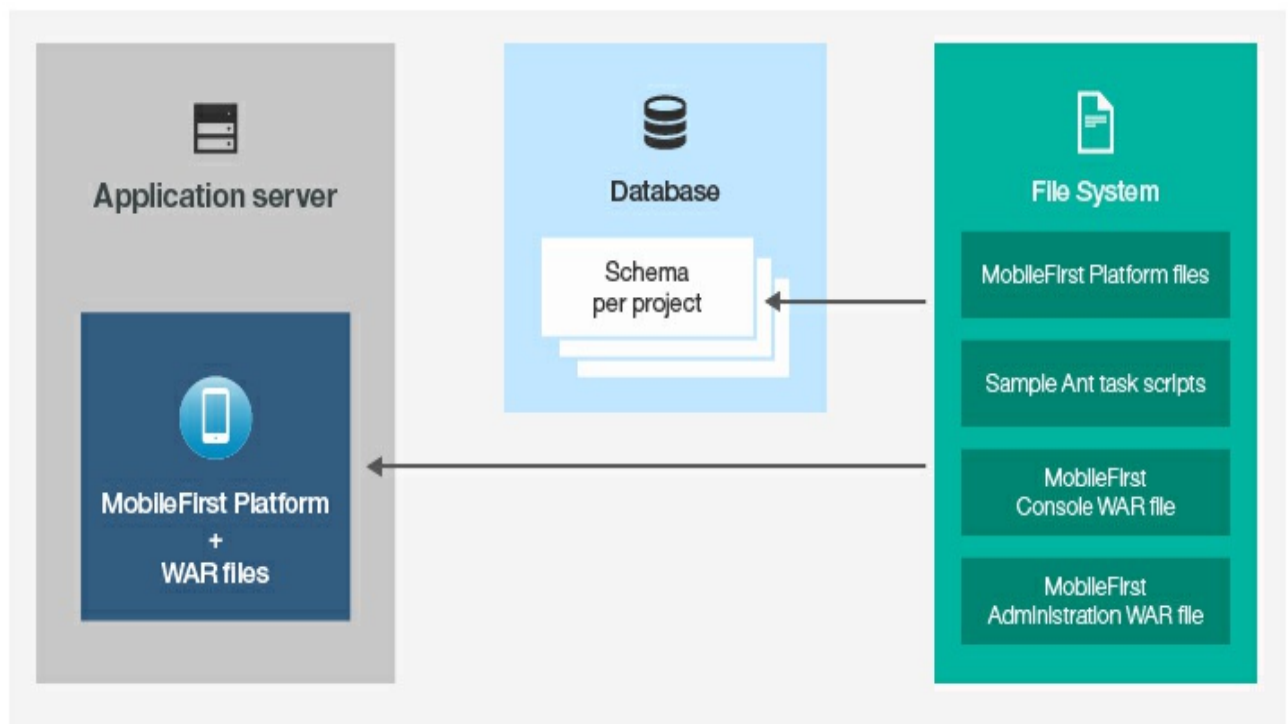 Application server
MobileFirst Platform
+
WAR files
Database
Schema
per project
File System
MobileFirst Platform files
Sample Ant task scripts
MobileFirst
Console WAR file
MobileFirst
Administration WAR file